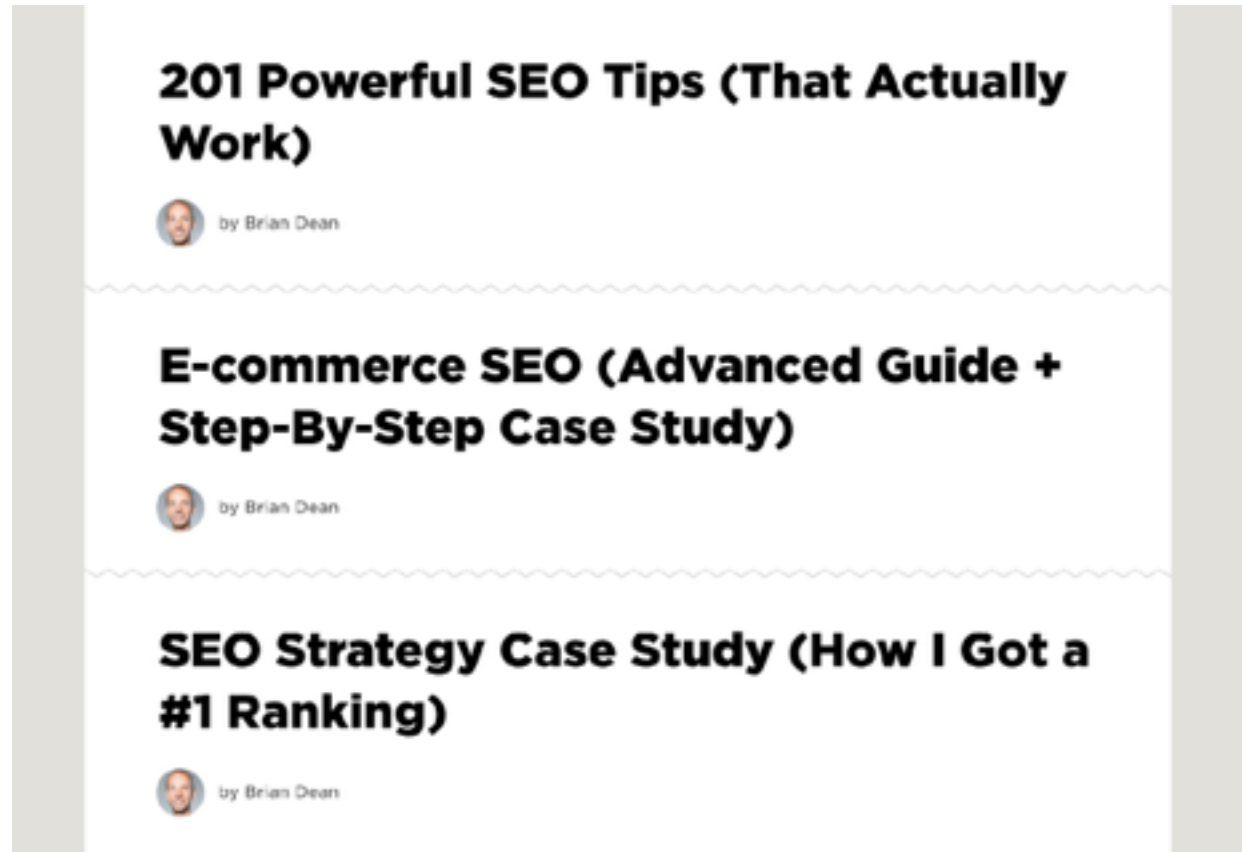 201 Powerful SEO Tips (That Actually
Work)
by Brian Dean
E-commerce SEO (Advanced Guide +
Step-By-Step Case Study)
by Brian Dean
SEO Strategy Case Study (How I Got a
#1 Ranking)
by Brian Dean